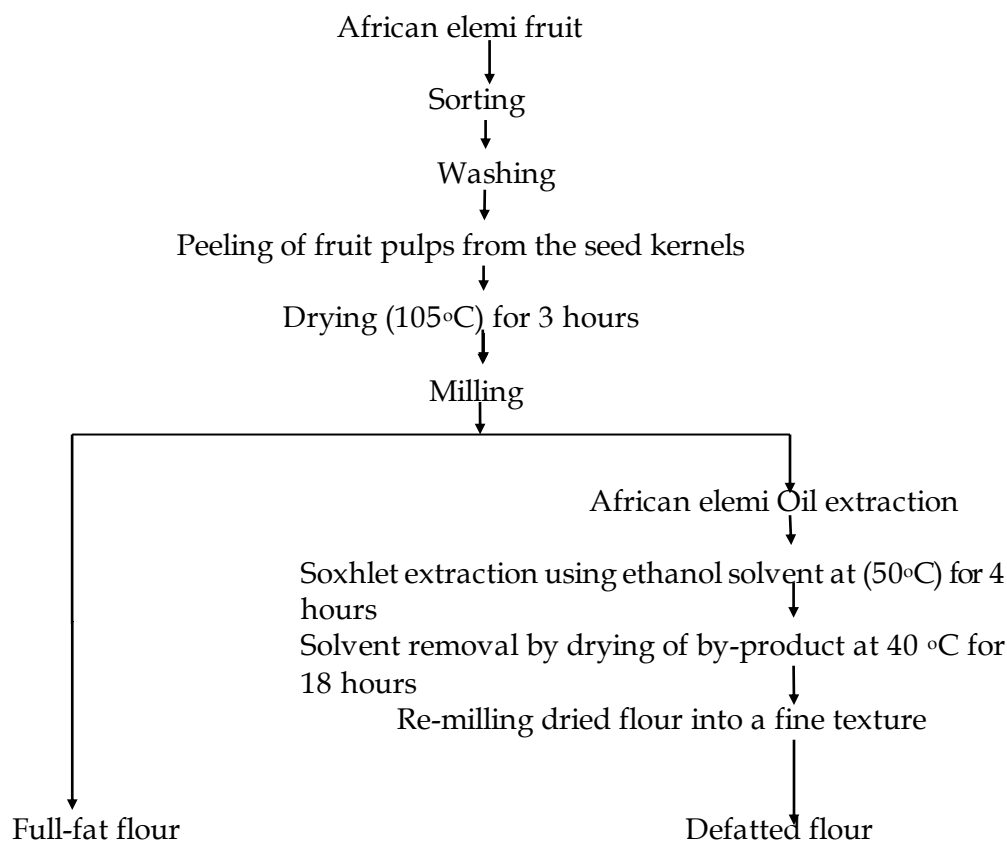 African elemi fruit
Sorting
Washing
Peeling of fruit pulps from the seed kernels
Drying (105°C) for 3 hours
Milling
African elemi Oil extraction
Soxhlet extraction using ethanol solvent at (50°C) for 4
hours
Solvent removal by drying of by-product at 40 °C for
18 hours
Re-milling dried flour into a fine texture
Full-fat flour
Defatted flour